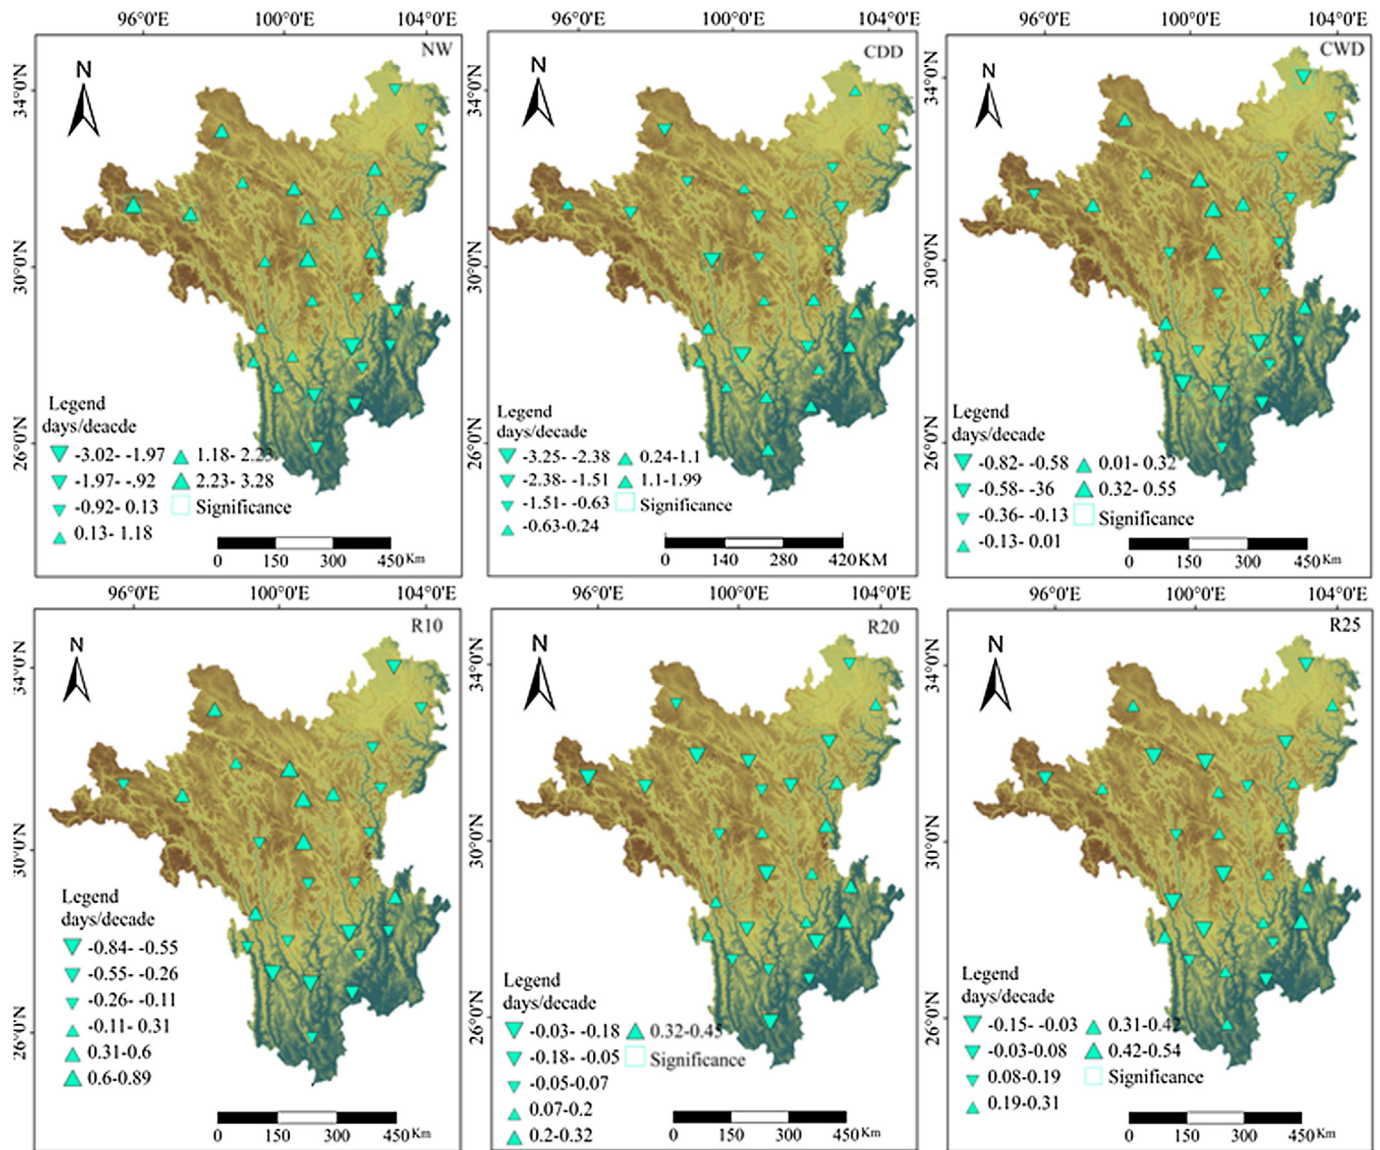 96°0'E 100°0'E 104°0'E
NW
N
34°0'N
30°0'N
26°0'N
Legend
days/deacde
-3.02- -1.97 1.18- 2.23
-1.97- -.92 2.23- 3.28
-0.92- 0.13 Significance
0.13- 1.18
0 150 300 450 Km
96°0'E 100°0'E 104°0'E
CDD
N
34°0'N
30°0'N
26°0'N
Legend
days/decade
-3.25- -2.38 0.24-1.1
-2.38- -1.51 1.1-1.99
-1.51- -0.63 Significance
-0.63-0.24
0 140 280 420 KM
96°0'E 100°0'E 104°0'E
CWD
N
34°0'N
30°0'N
26°0'N
Legend
days/decade
-0.82- -0.58 0.01- 0.32
-0.58- -36 0.32- 0.55
-0.36- -0.13 Significance
-0.13- 0.01
0 150 300 450 Km
96°0'E 100°0'E 104°0'E
R10
N
34°0'N
30°0'N
26°0'N
Legend
days/decade
-0.84- -0.55
-0.55- -0.26
-0.26- -0.11
-0.11- 0.31
0.31-0.6
0.6-0.89
0 150 300 450 Km
96°0'E 100°0'E 104°0'E
R20
N
34°0'N
30°0'N
26°0'N
Legend
days/decade
-0.03- -0.18 0.32-0.45
-0.18- -0.05 Significance
-0.05-0.07
0.07-0.2
0.2-0.32
0 150 300 450 Km
96°0'E 100°0'E 104°0'E
R25
N
34°0'N
30°0'N
26°0'N
Legend
days/decade
-0.15- -0.03 0.31-0.42
-0.03-0.08 0.42-0.54
0.08-0.19 Significance
0.19-0.31
0 150 300 450 Km